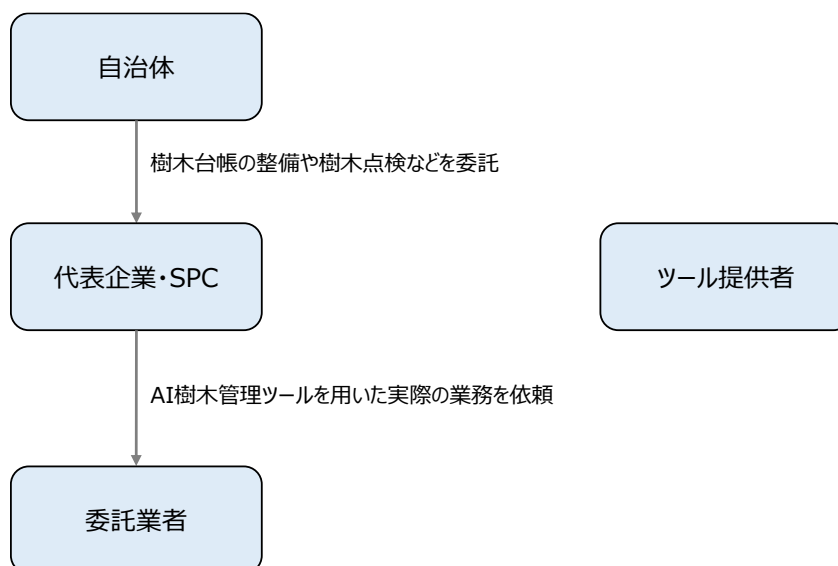 自治体
樹木台帳の整備や樹木点検などを委託
代表企業・SPC
ツール提供者
AI樹木管理ツールを用いた実際の業務を依頼
委託業者